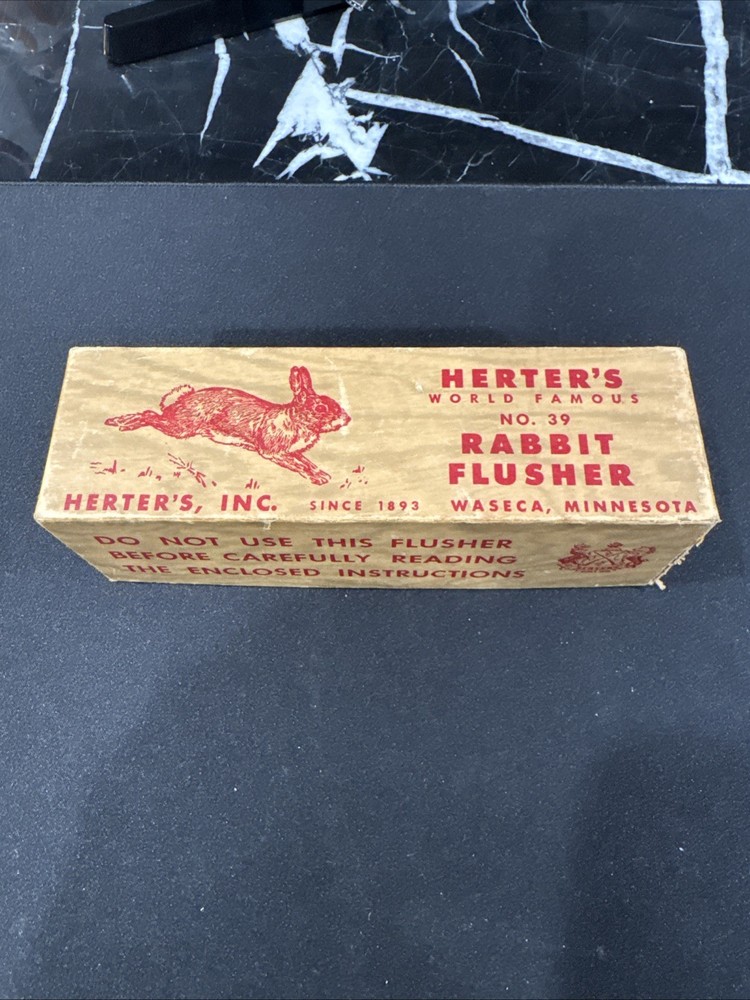 HERTER'S
WORLD FAMOUS
NO. 39
RABBIT
FLUSHER
HERTER'S, INC. SINCE 1893 WASECA, MINNESOTA
DO NOT USE THIS FLUSHER
BEFORE CAREFULLY READING
THE ENCLOSED INSTRUCTIONS